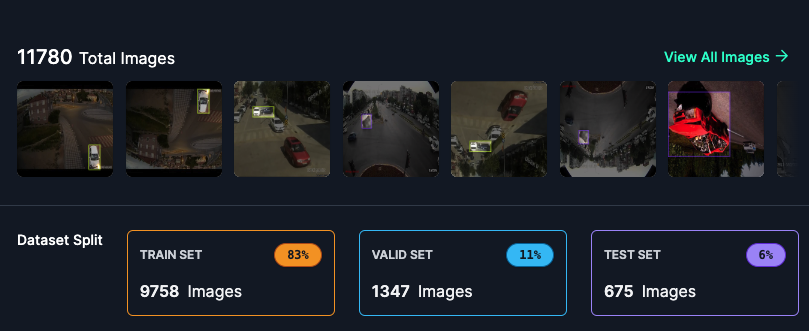 11780 Total Images
View All Images →
Dataset Split
TRAIN SET
83%
9758 Images
VALID SET
11%
1347 Images
TEST SET
6%
675 Images